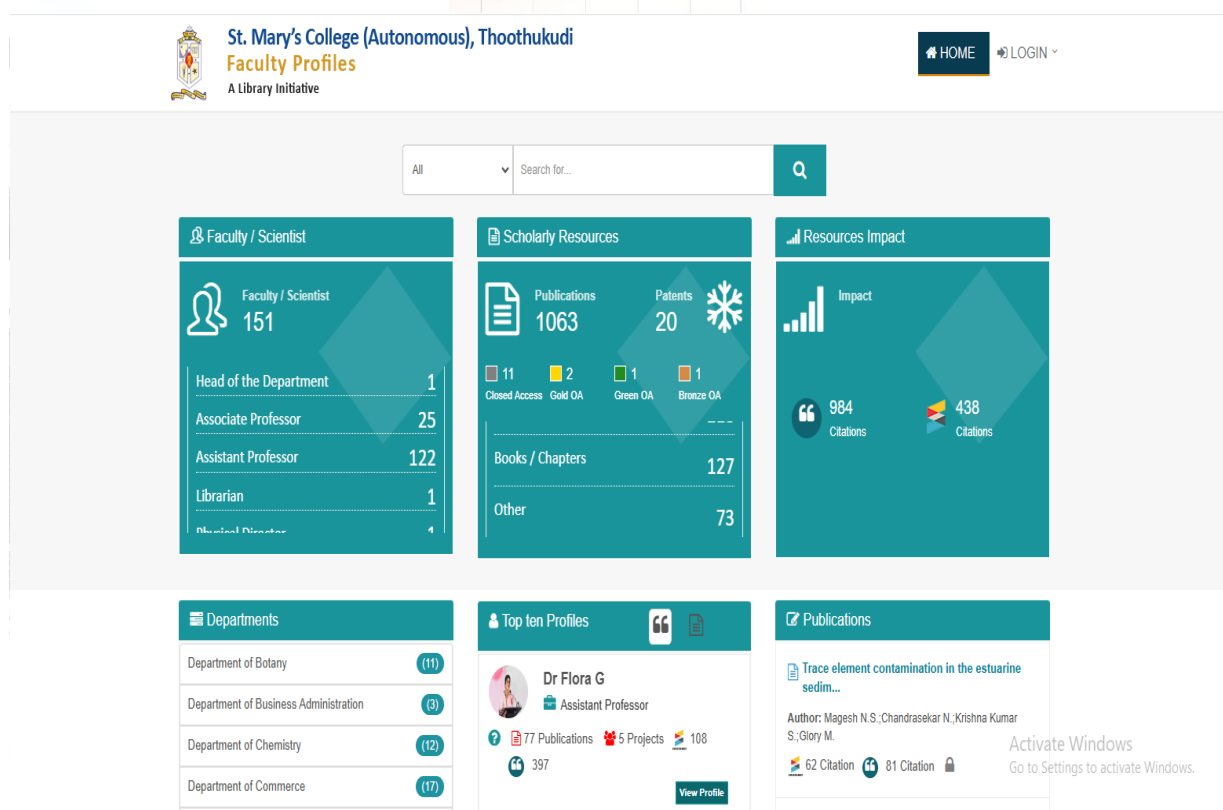 St. Mary's College (Autonomous), Thoothukudi
Faculty Profiles
A Library Initiative
HOME
LOGIN
All
Search for...
Faculty / Scientist
Faculty / Scientist
151
Head of the Department 1
Associate Professor 25
Assistant Professor 122
Librarian 1
Physical Director 1
Scholarly Resources
Publications Patents
1063 20
11 2 1 1
Closed Access Gold OA Green OA Bronze OA
Books / Chapters 127
Other 73
Resources Impact
Impact
984 438
Citations Citations
Departments
Department of Botany (11)
Department of Business Administration (3)
Department of Chemistry (12)
Department of Commerce (17)
Top ten Profiles
Dr Flora G
Assistant Professor
77 Publications 5 Projects 108
397
View Profile
Publications
Trace element contamination in the estuarine
sedim...
Author: Magesh N.S.;Chandrasekar N.;Krishna Kumar
S.;Glory M.
62 Citation 81 Citation
Activate Windows
Go to Settings to activate Windows.